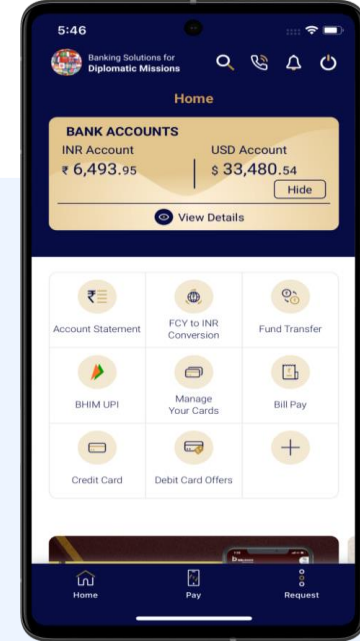 5:46
Banking Solutions for
Diplomatic Missions
Home
BANK ACCOUNTS
INR Account
USD Account
₹ 6,493.95
$ 33,480.54
Hide
View Details
Account Statement
FCY to INR
Conversion
Fund Transfer
BHIM UPI
Manage
Your Cards
Bill Pay
Credit Card
Debit Card Offers
Home
Pay
Request